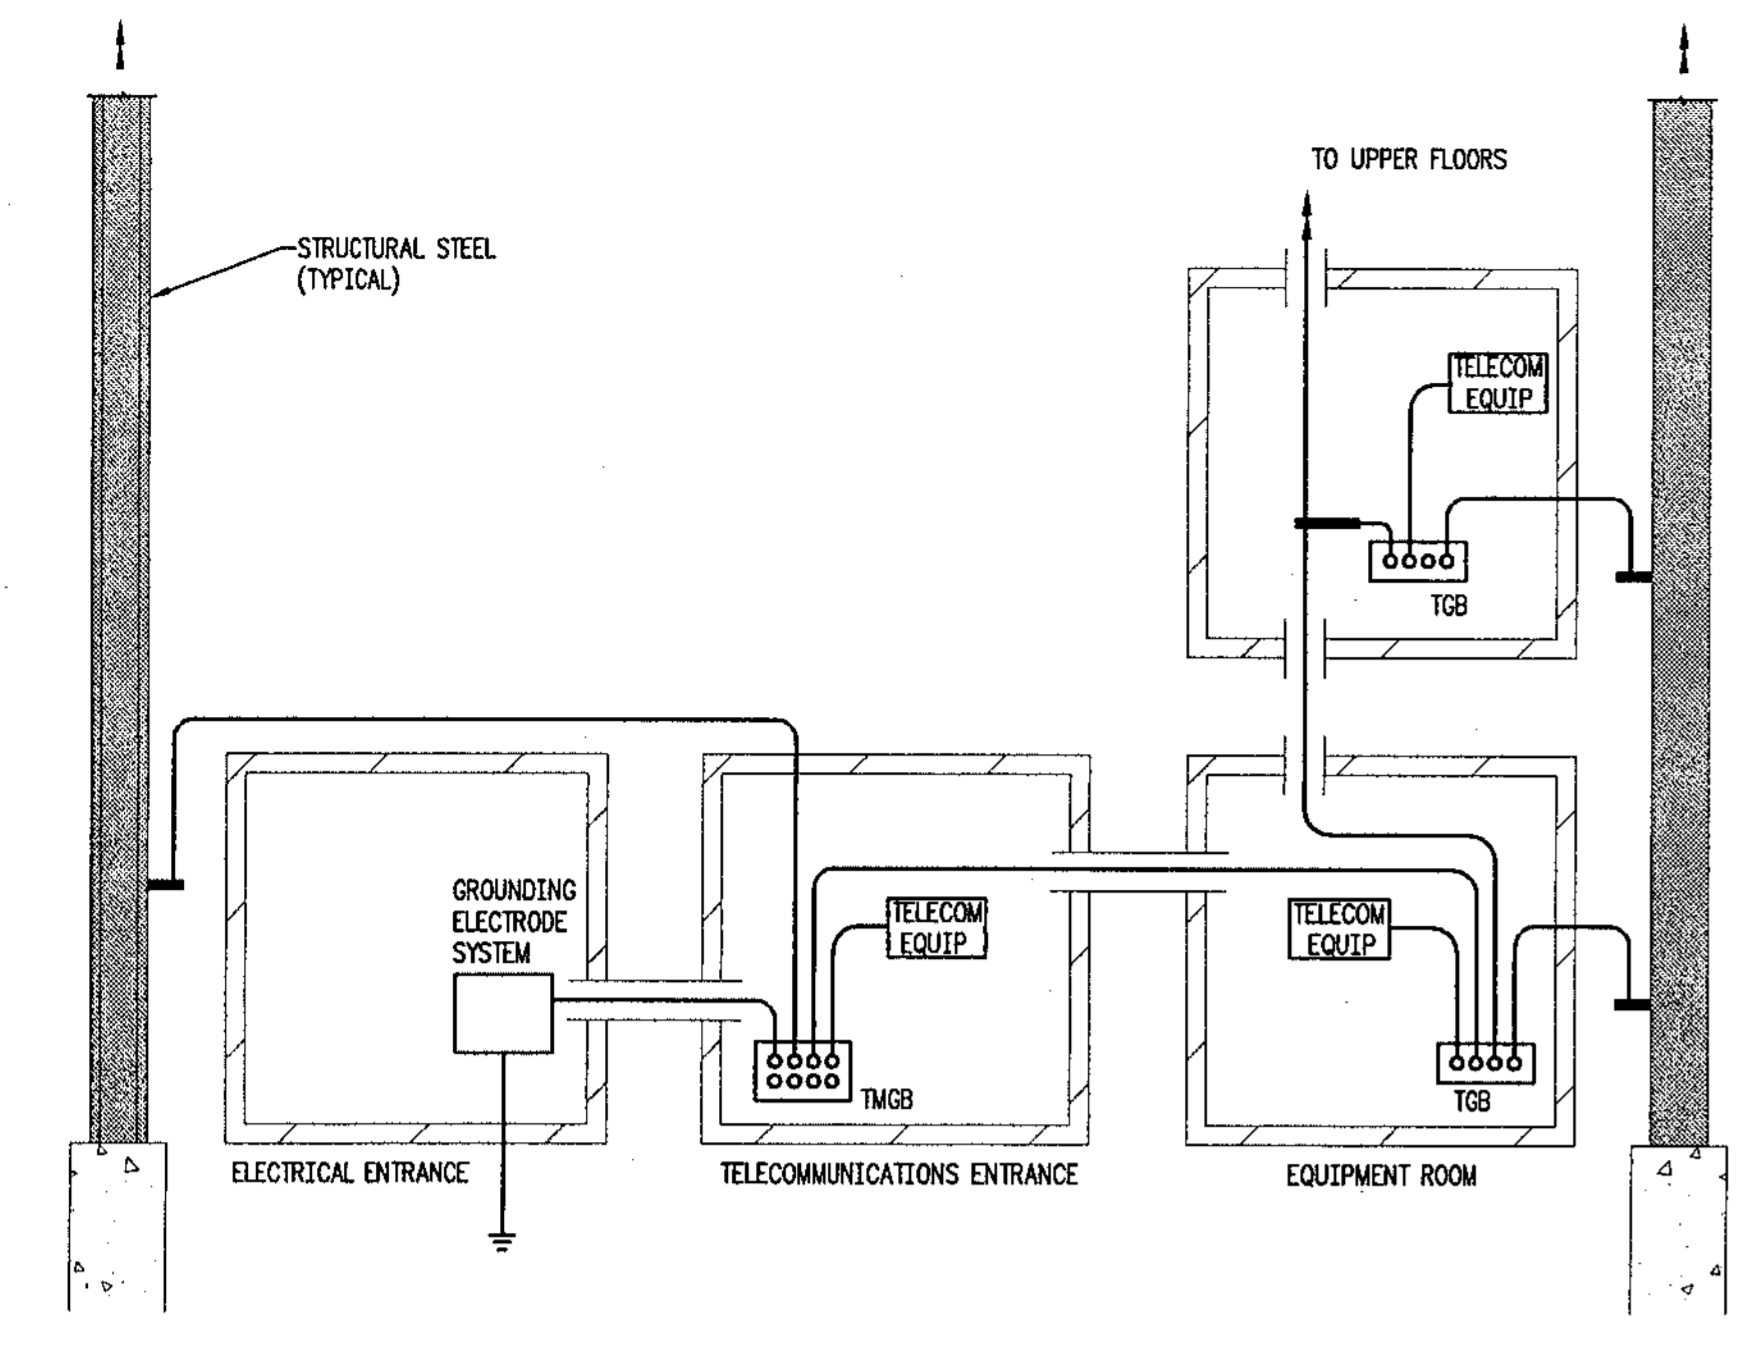 TO UPPER FLOORS
STRUCTURAL STEEL
(TYPICAL)
TELECOM
EQUIP
TGB
GROUNDING
ELECTRODE
SYSTEM
TELECOM
EQUIP
TMGB
TELECOM
EQUIP
TGB
ELECTRICAL ENTRANCE
TELECOMMUNICATIONS ENTRANCE
EQUIPMENT ROOM